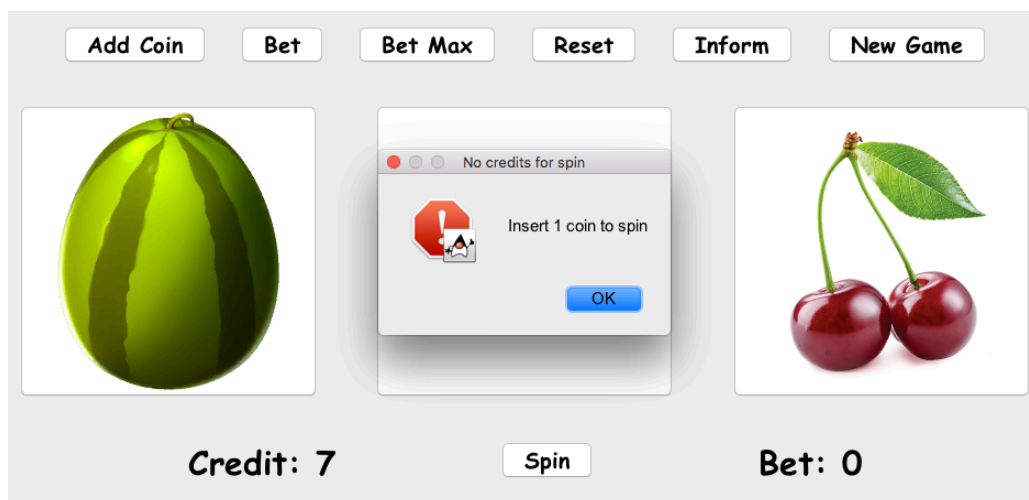 Add Coin
Bet
Bet Max
Reset
Inform
New Game
No credits for spin
Insert 1 coin to spin
OK
Credit: 7
Spin
Bet: 0